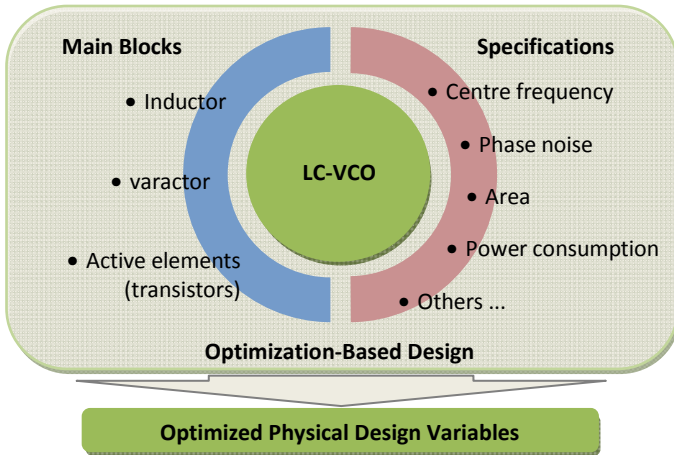 Main Blocks
• Inductor
• varactor
• Active elements
(transistors)
LC-VCO
Specifications
• Centre frequency
• Phase noise
• Area
• Power consumption
• Others ...
Optimization-Based Design
Optimized Physical Design Variables